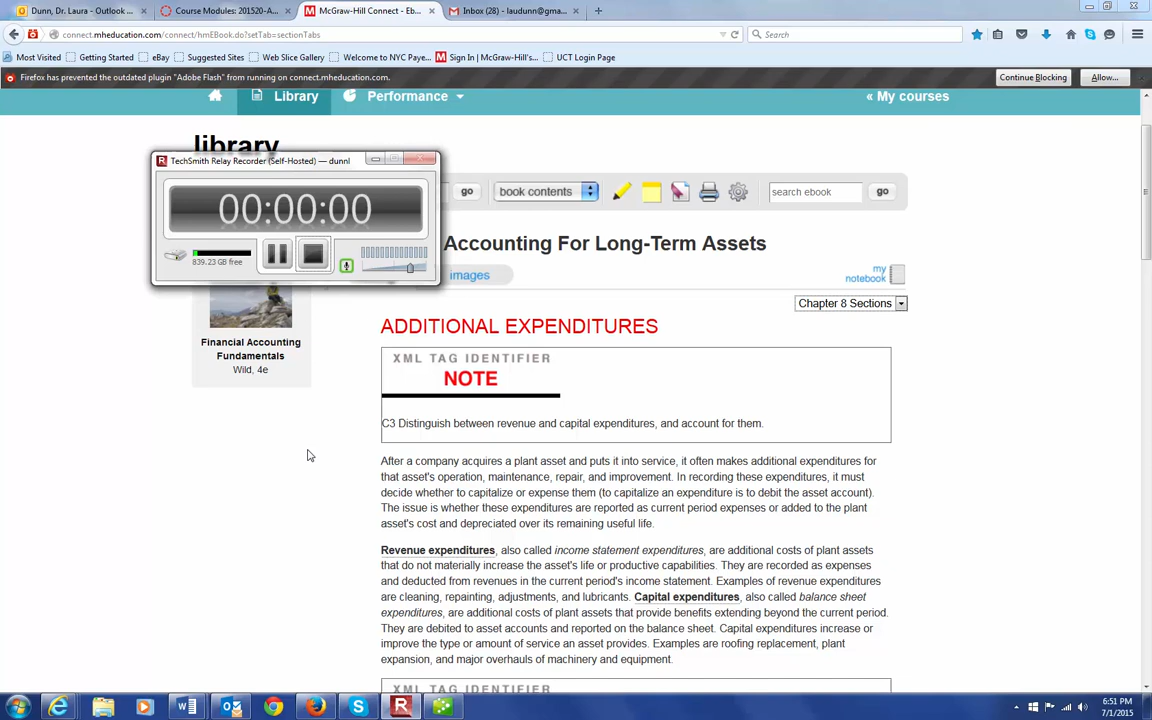 Dunn, Dr. Laura - Outlook ...
Course Modules: 201520-A...
McGraw-Hill Connect - Eb...
Inbox (28) - laudunn@gma...
connect.mheducation.com/connect/hmEBook.do?setTab=sectionTabs
Search
Most Visited
Getting Started
eBay
Suggested Sites
Web Slice Gallery
Welcome to NYC Paye...
Sign In | McGraw-Hill's...
UCT Login Page
Firefox has prevented the outdated plugin "Adobe Flash" from running on connect.mheducation.com.
Continue Blocking
Allow...
Library
Performance
« My courses
library
TechSmith Relay Recorder (Self-Hosted) — dunnl
00:00:00
839.23 GB free
go
book contents
search ebook
go
Accounting For Long-Term Assets
images
my
notebook
Chapter 8 Sections
Financial Accounting
Fundamentals
Wild, 4e
ADDITIONAL EXPENDITURES
XML TAG IDENTIFIER
NOTE
C3 Distinguish between revenue and capital expenditures, and account for them.
After a company acquires a plant asset and puts it into service, it often makes additional expenditures for
that asset's operation, maintenance, repair, and improvement. In recording these expenditures, it must
decide whether to capitalize or expense them (to capitalize an expenditure is to debit the asset account).
The issue is whether these expenditures are reported as current period expenses or added to the plant
asset's cost and depreciated over its remaining useful life.
Revenue expenditures, also called income statement expenditures, are additional costs of plant assets
that do not materially increase the asset's life or productive capabilities. They are recorded as expenses
and deducted from revenues in the current period's income statement. Examples of revenue expenditures
are cleaning, repainting, adjustments, and lubricants. Capital expenditures, also called balance sheet
expenditures, are additional costs of plant assets that provide benefits extending beyond the current period.
They are debited to asset accounts and reported on the balance sheet. Capital expenditures increase or
improve the type or amount of service an asset provides. Examples are roofing replacement, plant
expansion, and major overhauls of machinery and equipment.
XML TAG IDENTIFIER
6:51 PM
7/1/2015